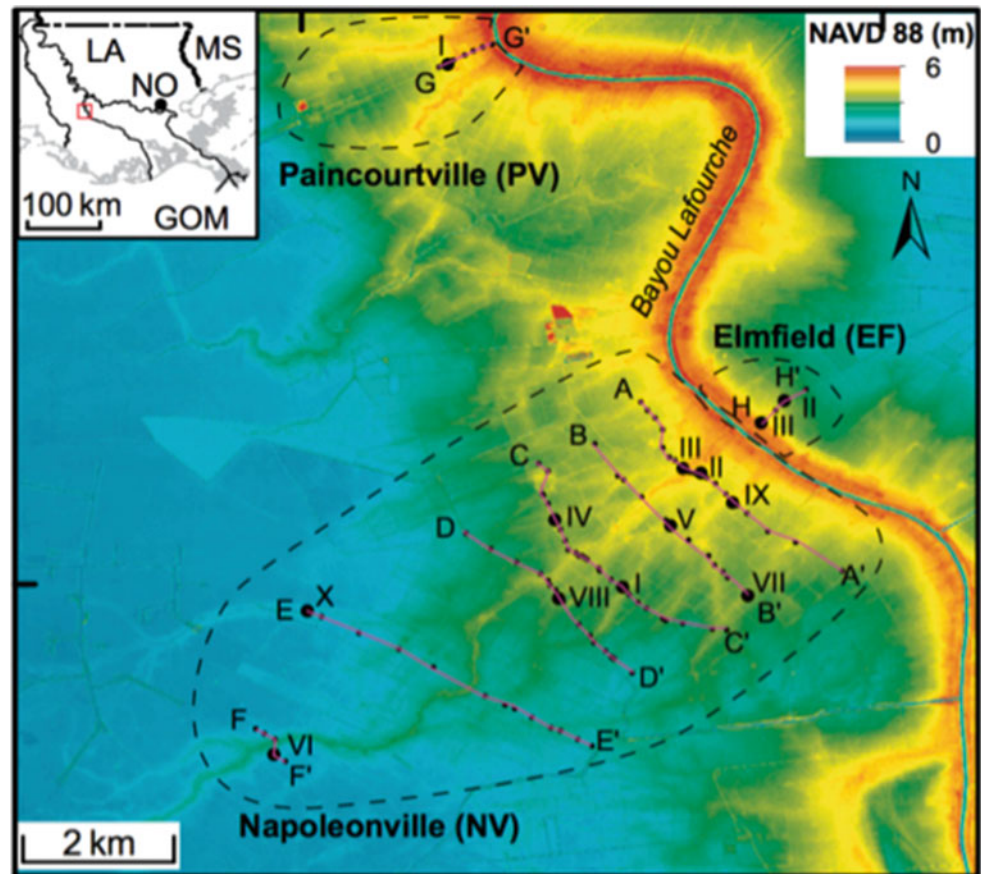 LA
MS
NO
100 km
GOM
I
G'
G
Paincourtville (PV)
NAVD 88 (m)
6
0
N
Bayou Lafourche
Elmfield (EF)
H'
H
II
III
A
B
III
II
C
IX
IV
V
D
A'
VII
I
VIII
B'
X
E
C'
D'
F
VI
E'
F'
Napoleonville (NV)
2 km